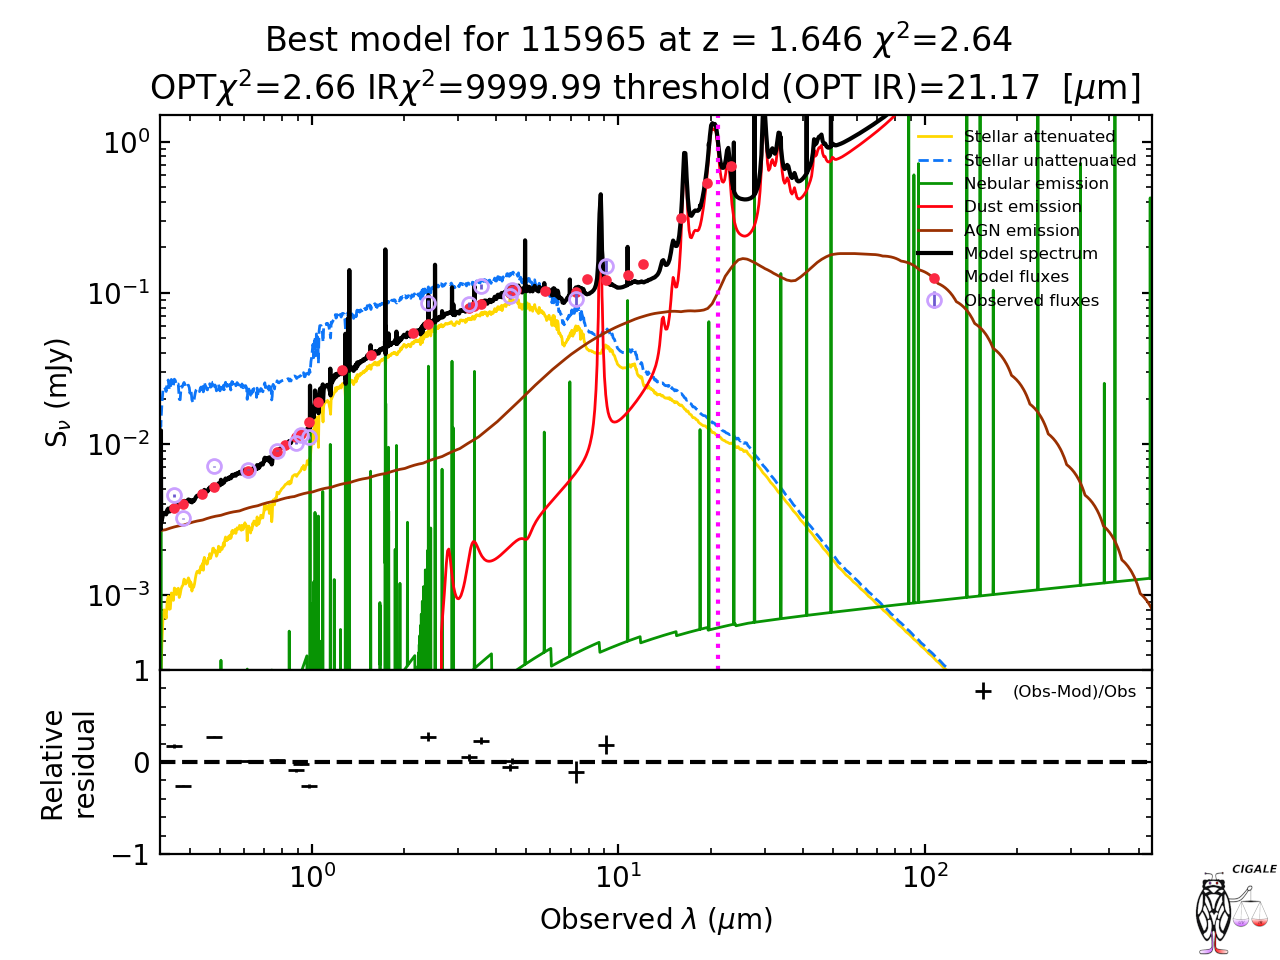 Best model for 115965 at z = 1.646 χ²=2.64
OPTχ²=2.66 IRχ²=9999.99 threshold (OPT IR)=21.17 [μm]
10⁰
10⁻¹
10⁻²
10⁻³
S_ν (mJy)
Stellar attenuated
Stellar unattenuated
Nebular emission
Dust emission
AGN emission
Model spectrum
Model fluxes
Observed fluxes
1
0
−1
Relative
residual
(Obs-Mod)/Obs
10⁰
10¹
10²
Observed λ (μm)
CIGALE